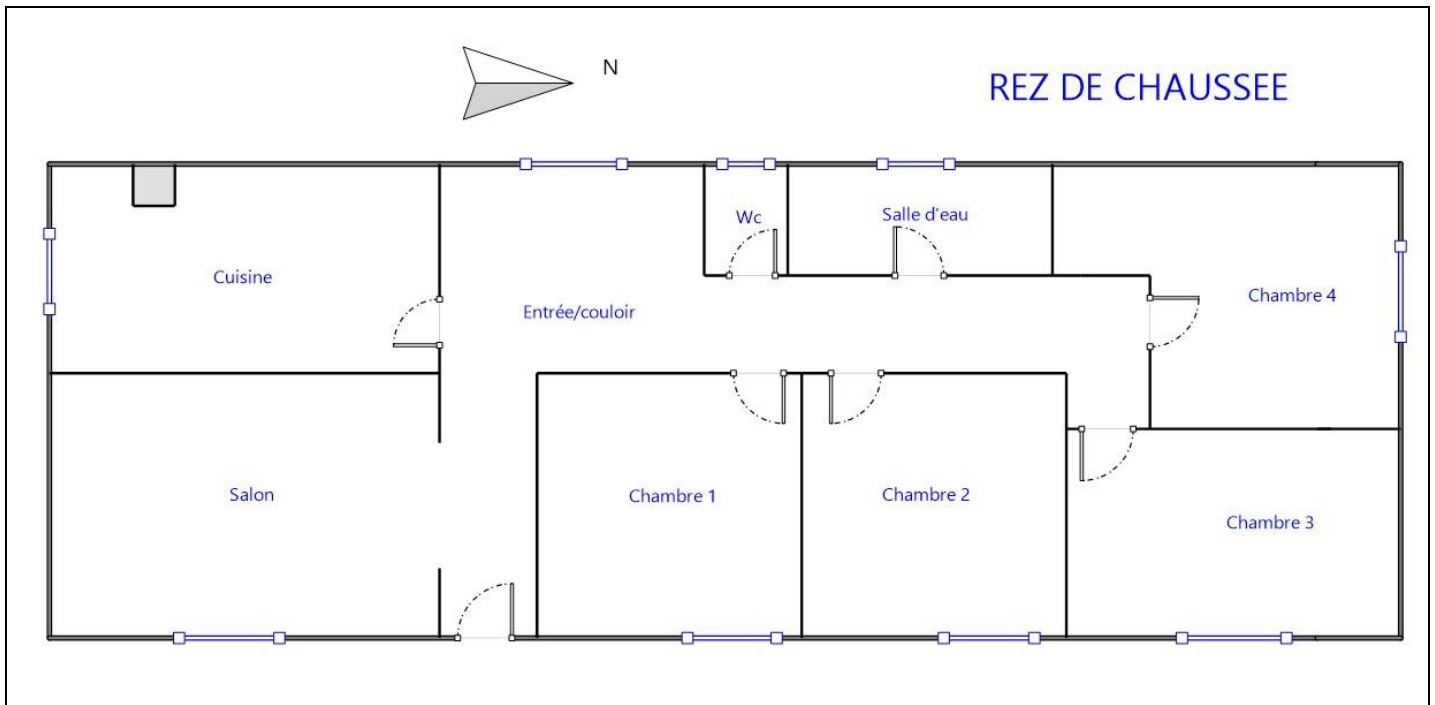 N
REZ DE CHAUSSEE
Wc
Salle d'eau
Cuisine
Chambre 4
Entrée/couloir
Salon
Chambre 1
Chambre 2
Chambre 3